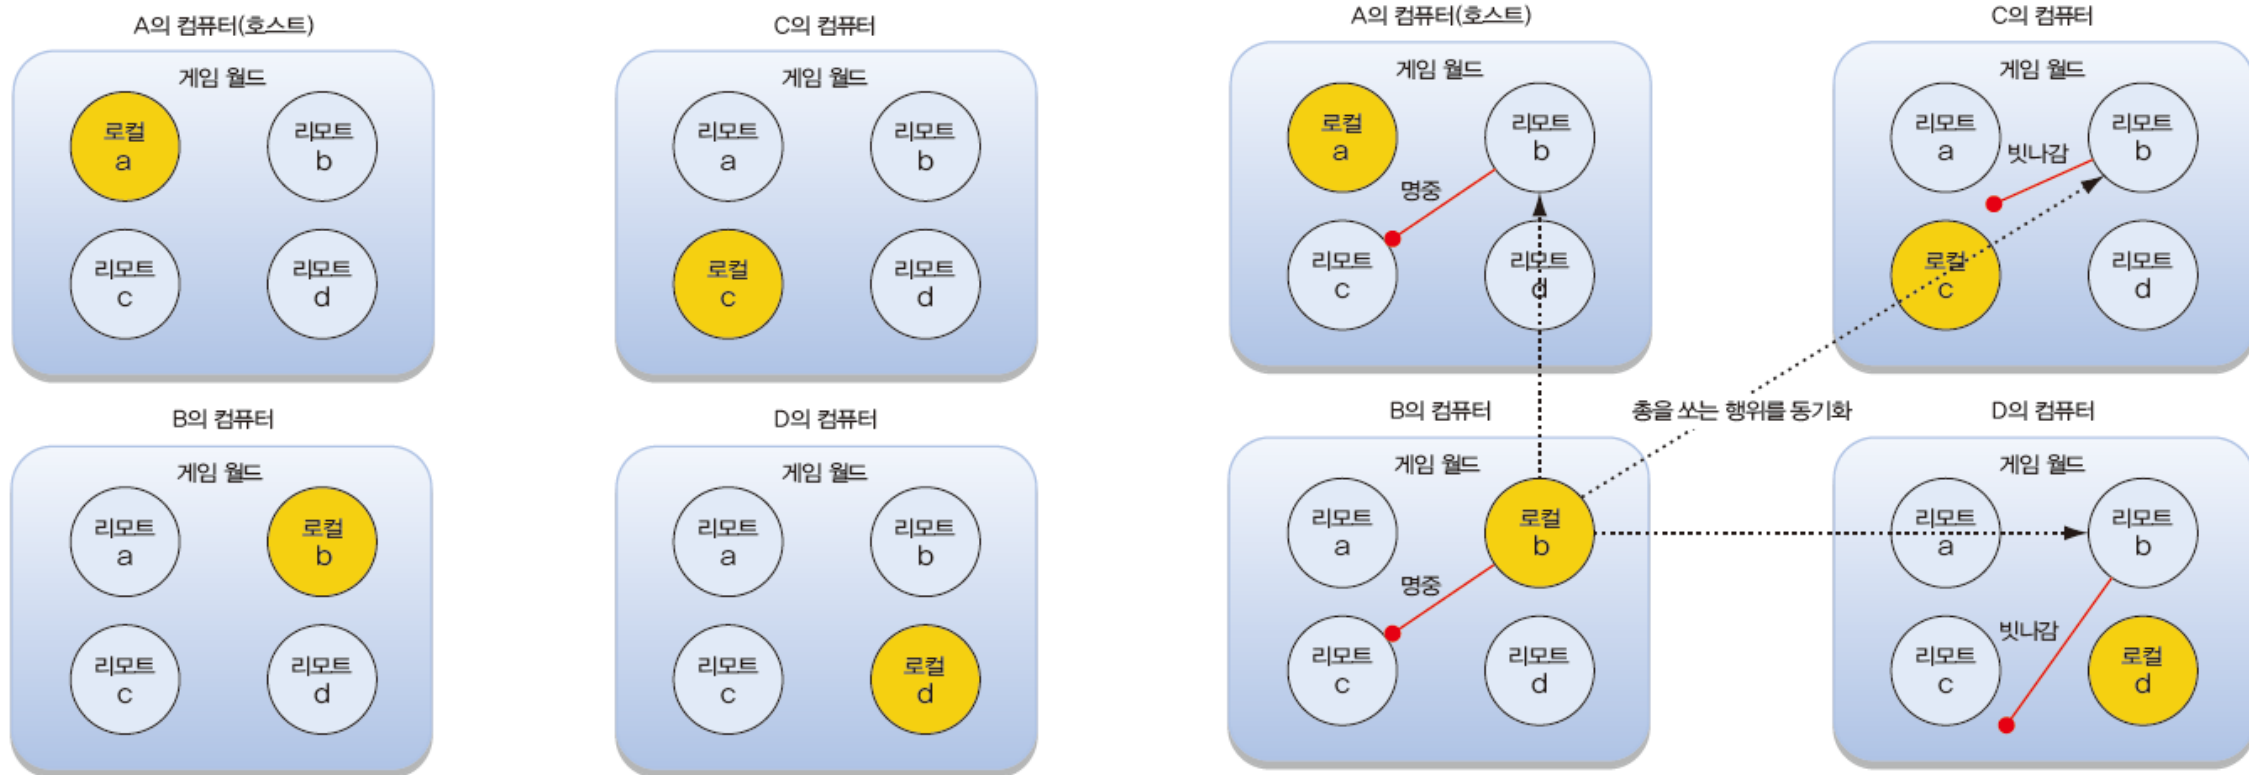 A의 컴퓨터(호스트)
게임 월드
로컬
a
리모트
b
리모트
c
리모트
d
C의 컴퓨터
게임 월드
리모트
a
리모트
b
로컬
c
리모트
d
B의 컴퓨터
게임 월드
리모트
a
로컬
b
리모트
c
리모트
d
D의 컴퓨터
게임 월드
리모트
a
리모트
b
리모트
c
로컬
d
A의 컴퓨터(호스트)
게임 월드
로컬
a
리모트
b
명중
리모트
c
리모트
d
C의 컴퓨터
게임 월드
리모트
a
빗나감
리모트
b
로컬
c
리모트
d
총을 쏘는 행위를 동기화
B의 컴퓨터
게임 월드
리모트
a
로컬
b
명중
리모트
c
리모트
d
D의 컴퓨터
게임 월드
리모트
a
리모트
b
빗나감
리모트
c
로컬
d